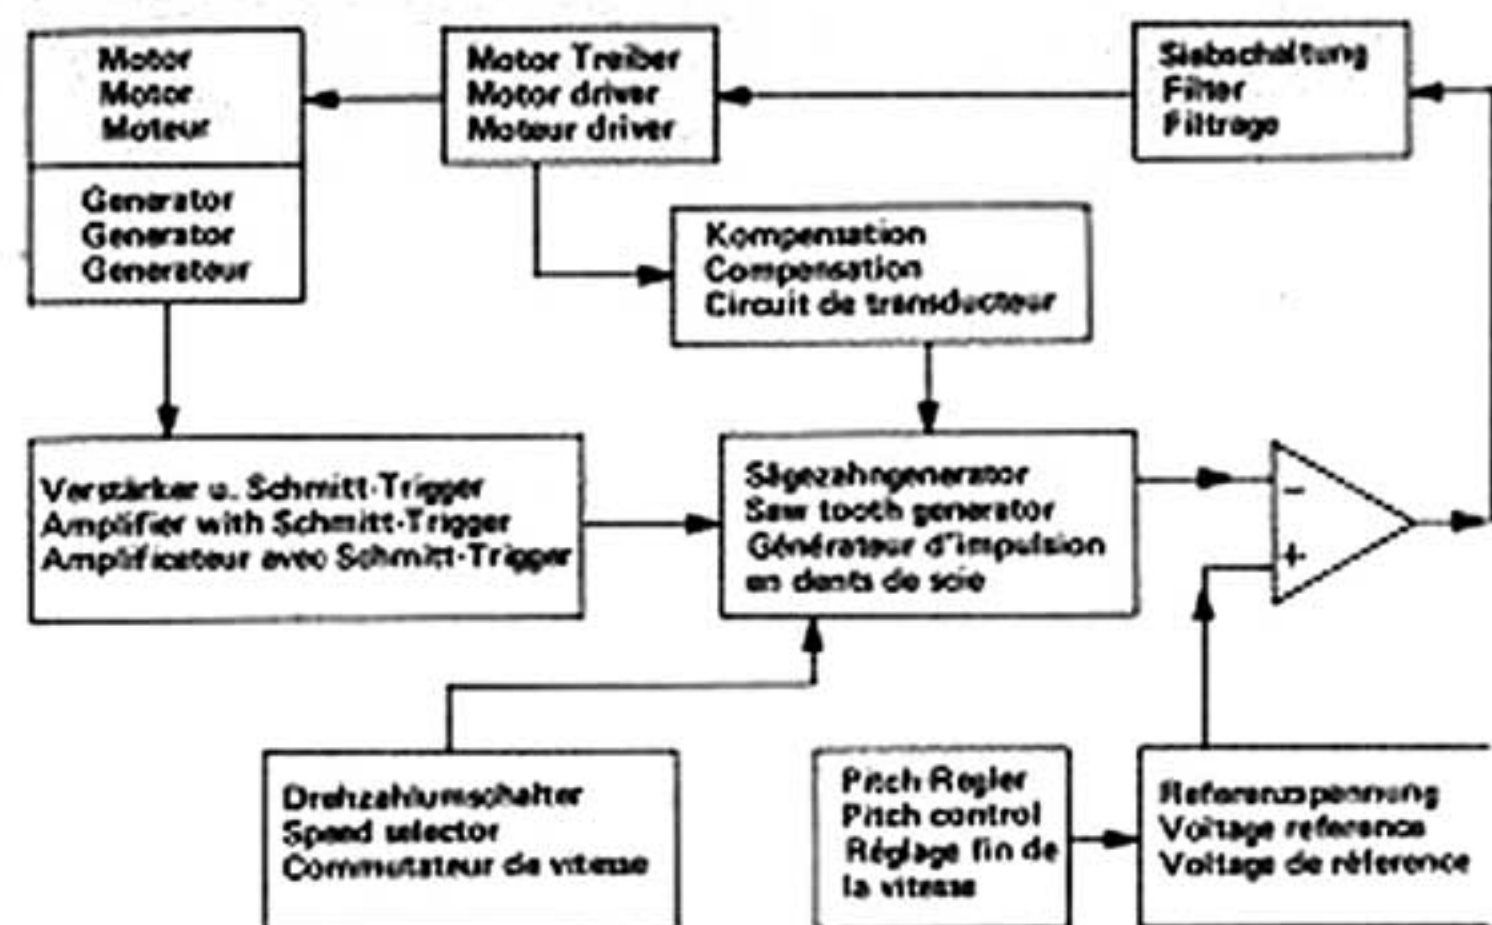 Motor
Motor
Moteur
Generator
Generator
Generateur
Motor Treiber
Motor driver
Moteur driver
Siebschaltung
Filter
Filtrage
Kompensation
Compensation
Circuit de transducteur
Verstärker u. Schmitt-Trigger
Amplifier with Schmitt-Trigger
Amplificateur avec Schmitt-Trigger
Sägezahngenerator
Saw tooth generator
Générateur d'impulsion
en dents de scie
−
+
Drehzahlumschalter
Speed selector
Commutateur de vitesse
Pitch Regler
Pitch control
Réglage fin de
la vitesse
Referenzspannung
Voltage reference
Voltage de réference